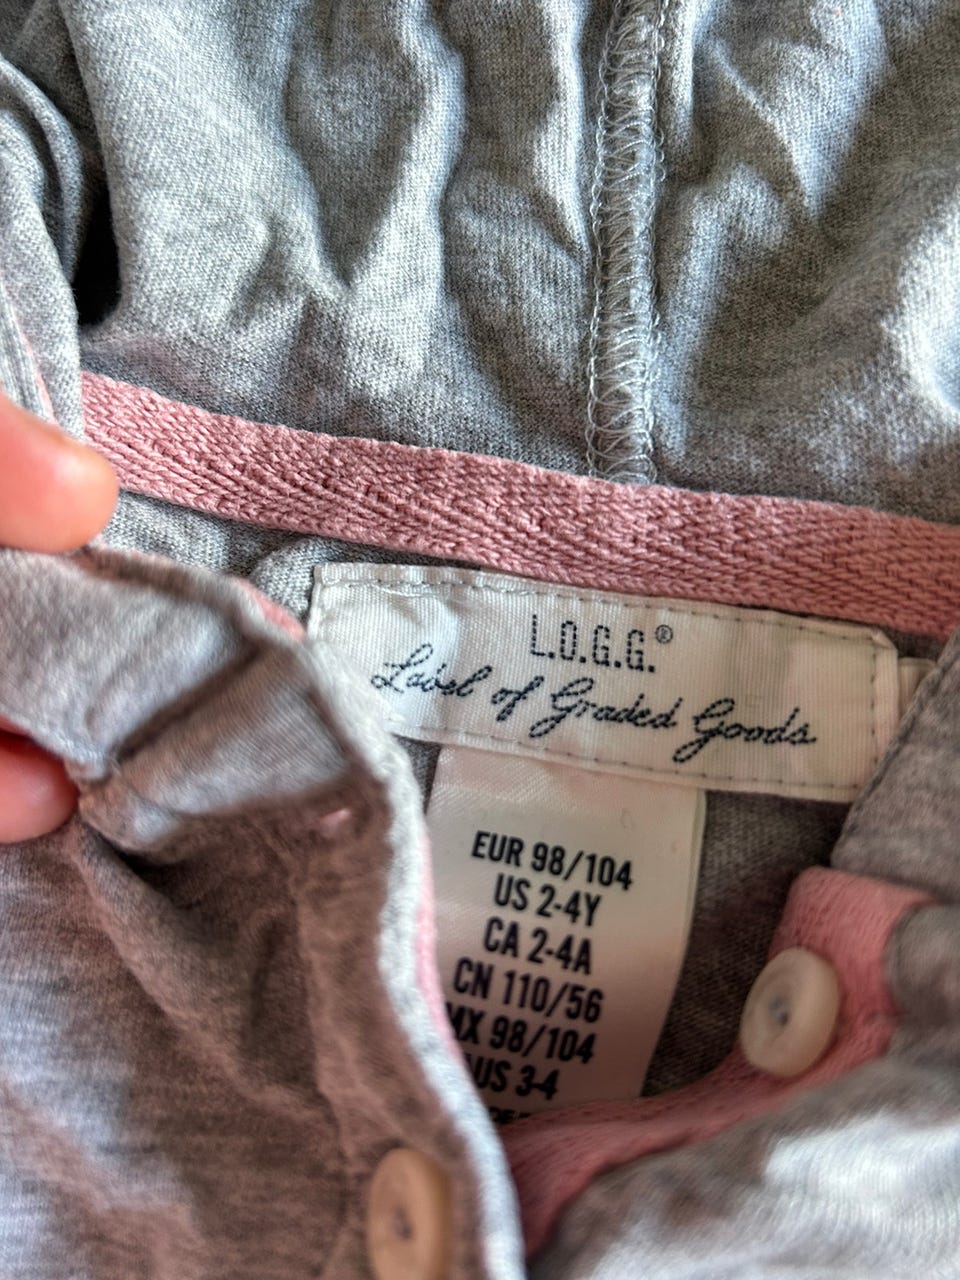 L.O.G.G.®
Label of Graded Goods
EUR 98/104
US 2-4Y
CA 2-4A
CN 110/56
MX 98/104
AUS 3-4